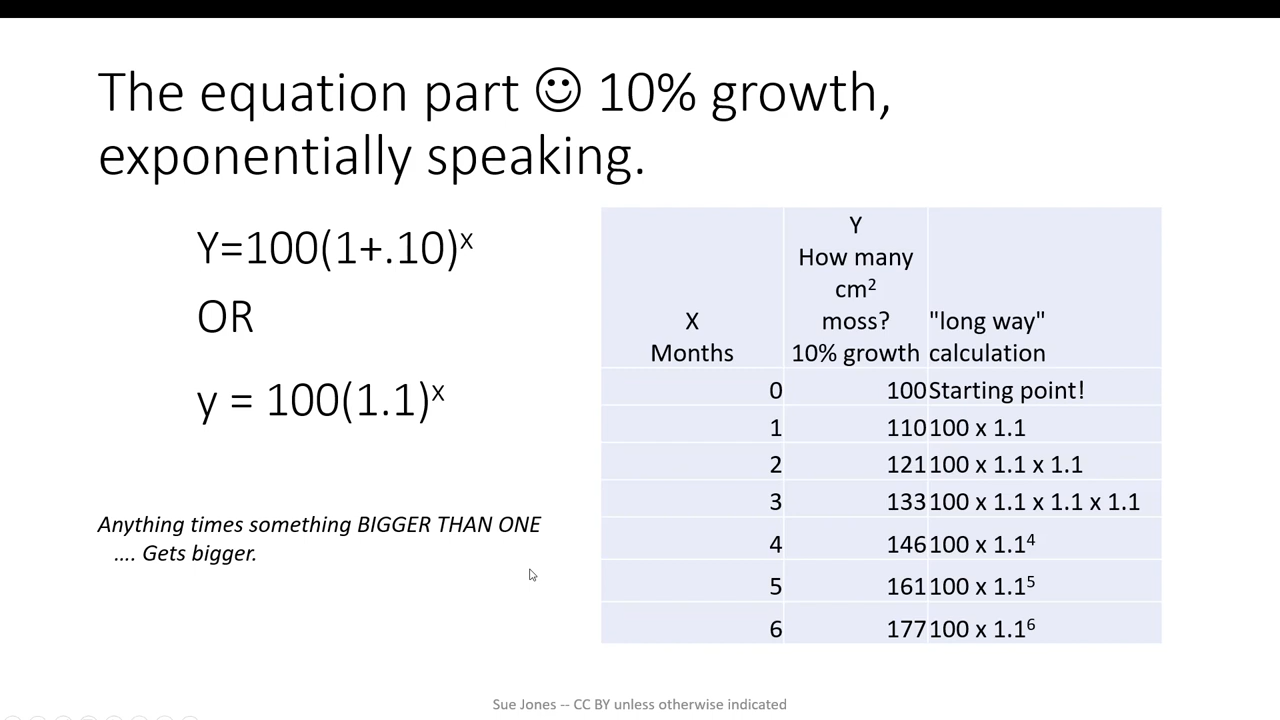 The equation part ☺ 10% growth,
exponentially speaking.
Y=100(1+.10)ˣ
OR
y = 100(1.1)ˣ
Anything times something BIGGER THAN ONE
.... Gets bigger.
X
Months
Y
How many
cm²
moss?
10% growth
"long way"
calculation
0 100 Starting point!
1 110 100 x 1.1
2 121 100 x 1.1 x 1.1
3 133 100 x 1.1 x 1.1 x 1.1
4 146 100 x 1.1⁴
5 161 100 x 1.1⁵
6 177 100 x 1.1⁶
Sue Jones -- CC BY unless otherwise indicated